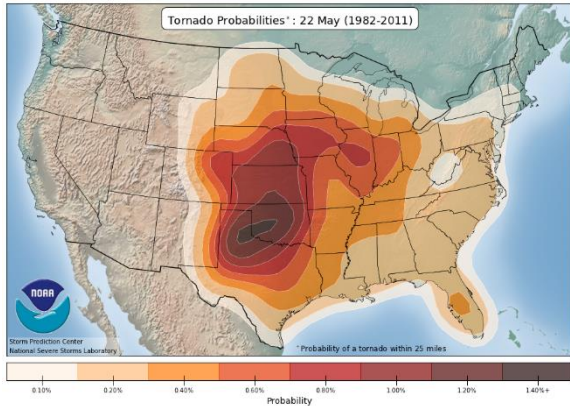 Tornado Probabilities*: 22 May (1982-2011)
NOAA
Storm Prediction Center
National Severe Storms Laboratory
*Probability of a tornado within 25 miles
0.10% 0.20% 0.40% 0.60% 0.80% 1.00% 1.20% 1.40%+
Probability